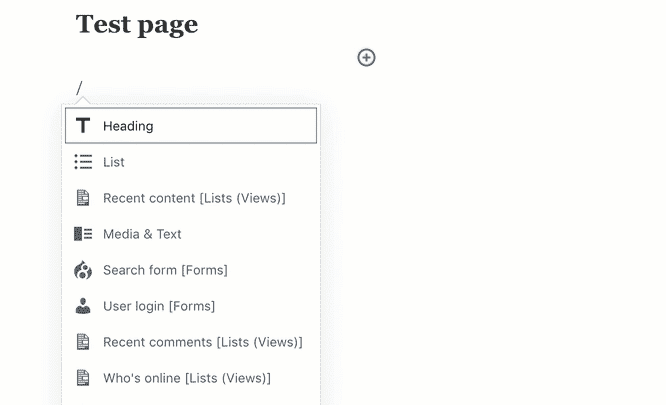 Test page
/
Heading
List
Recent content [Lists (Views)]
Media & Text
Search form [Forms]
User login [Forms]
Recent comments [Lists (Views)]
Who's online [Lists (Views)]